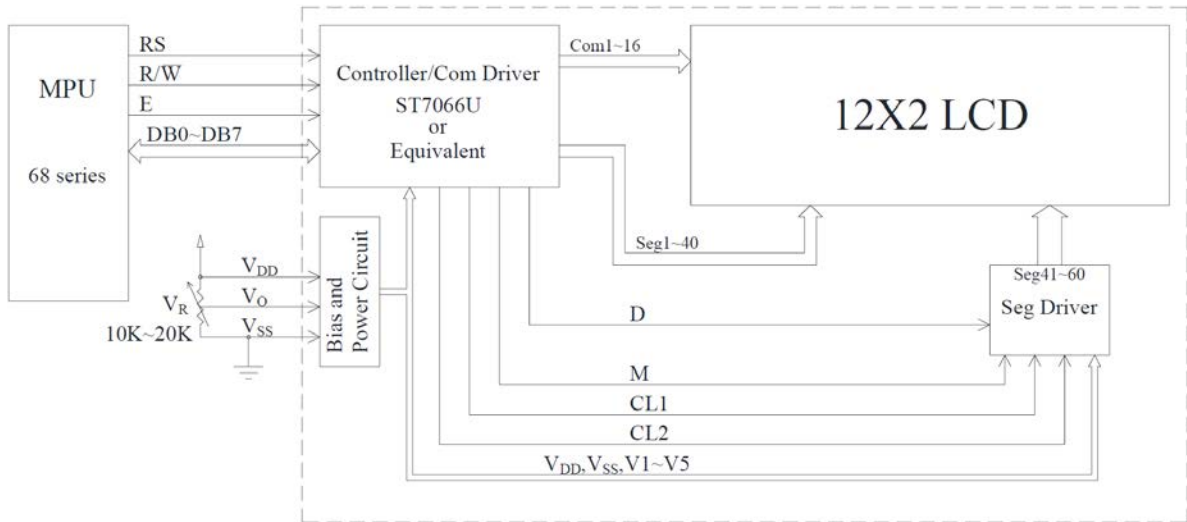 MPU
68 series
RS
R/W
E
DB0~DB7
Controller/Com Driver
ST7066U
or
Equivalent
Com1~16
12X2 LCD
Seg1~40
Seg41~60
Seg Driver
VDD
VR
VO
10K~20K
VSS
Bias and
Power Circuit
D
M
CL1
CL2
VDD,VSS,V1~V5